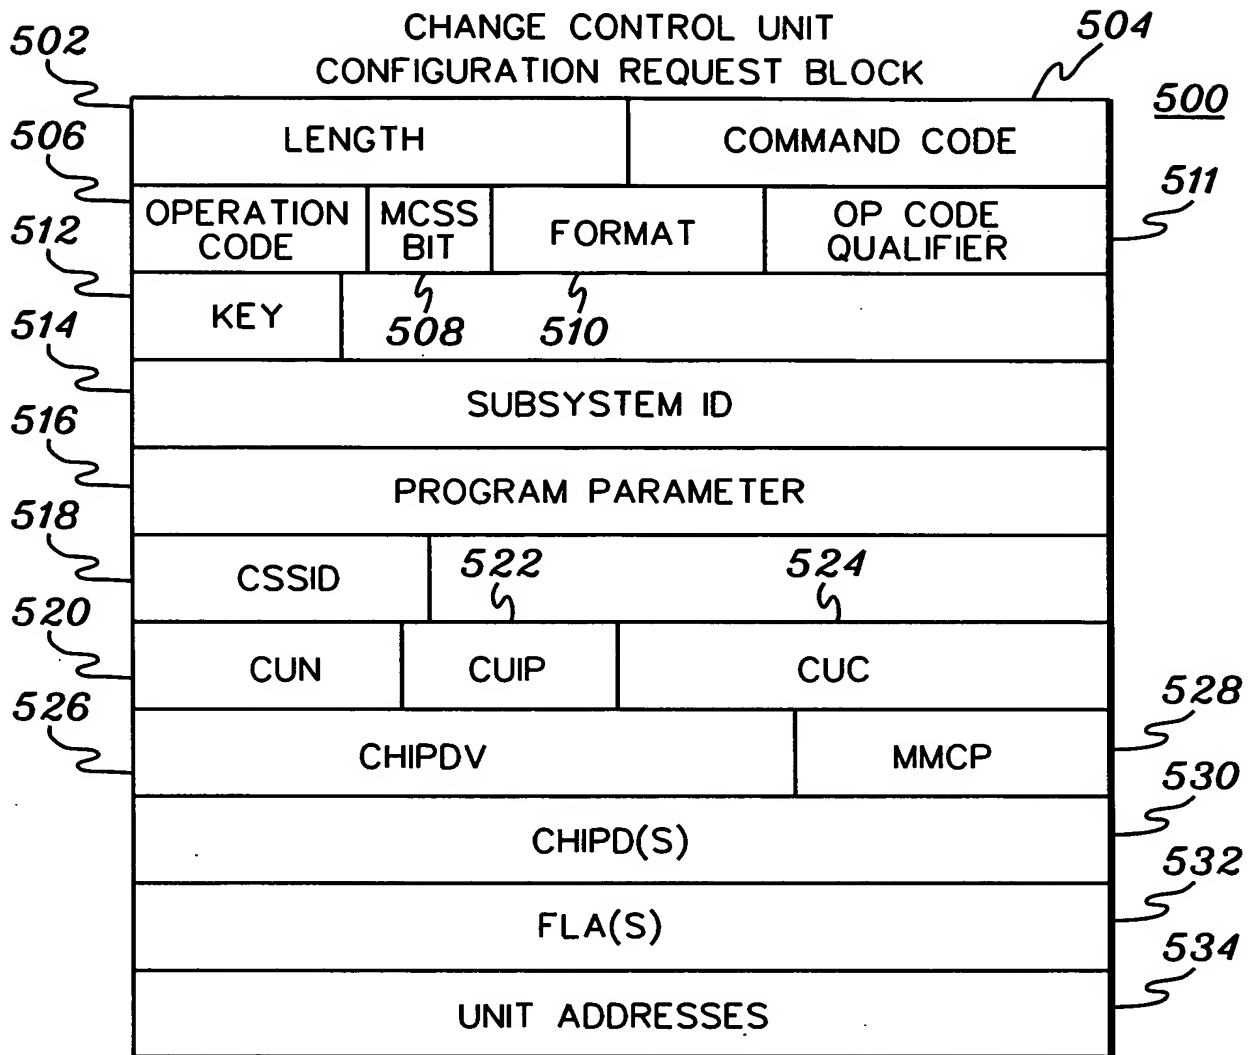 CHANGE CONTROL UNIT
CONFIGURATION REQUEST BLOCK
500
502
504
LENGTH
COMMAND CODE
506
511
OPERATION
CODE
MCSS
BIT
FORMAT
OP CODE
QUALIFIER
512
KEY
508
510
514
SUBSYSTEM ID
516
PROGRAM PARAMETER
518
CSSID
522
524
520
CUN
CUIP
CUC
526
528
CHIPDV
MMCP
530
CHIPD(S)
532
FLA(S)
534
UNIT ADDRESSES